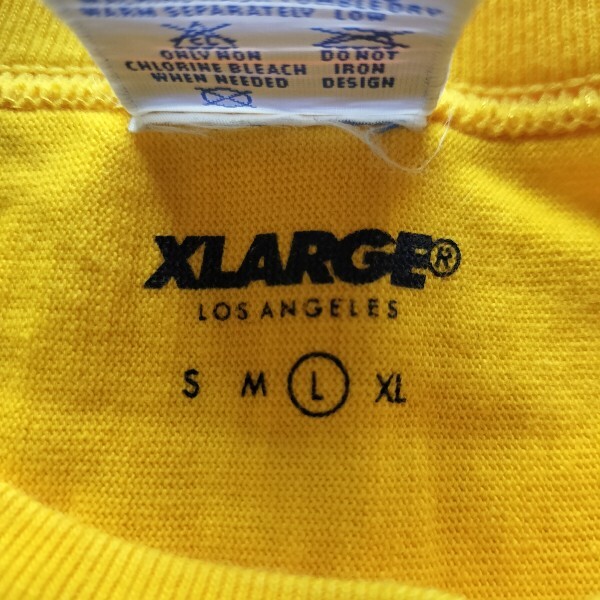 WARM SEPARATELY LOW
ONLY NON DO NOT
CHLORINE BLEACH IRON
WHEN NEEDED DESIGN
XLARGE®
LOS ANGELES
S M L XL